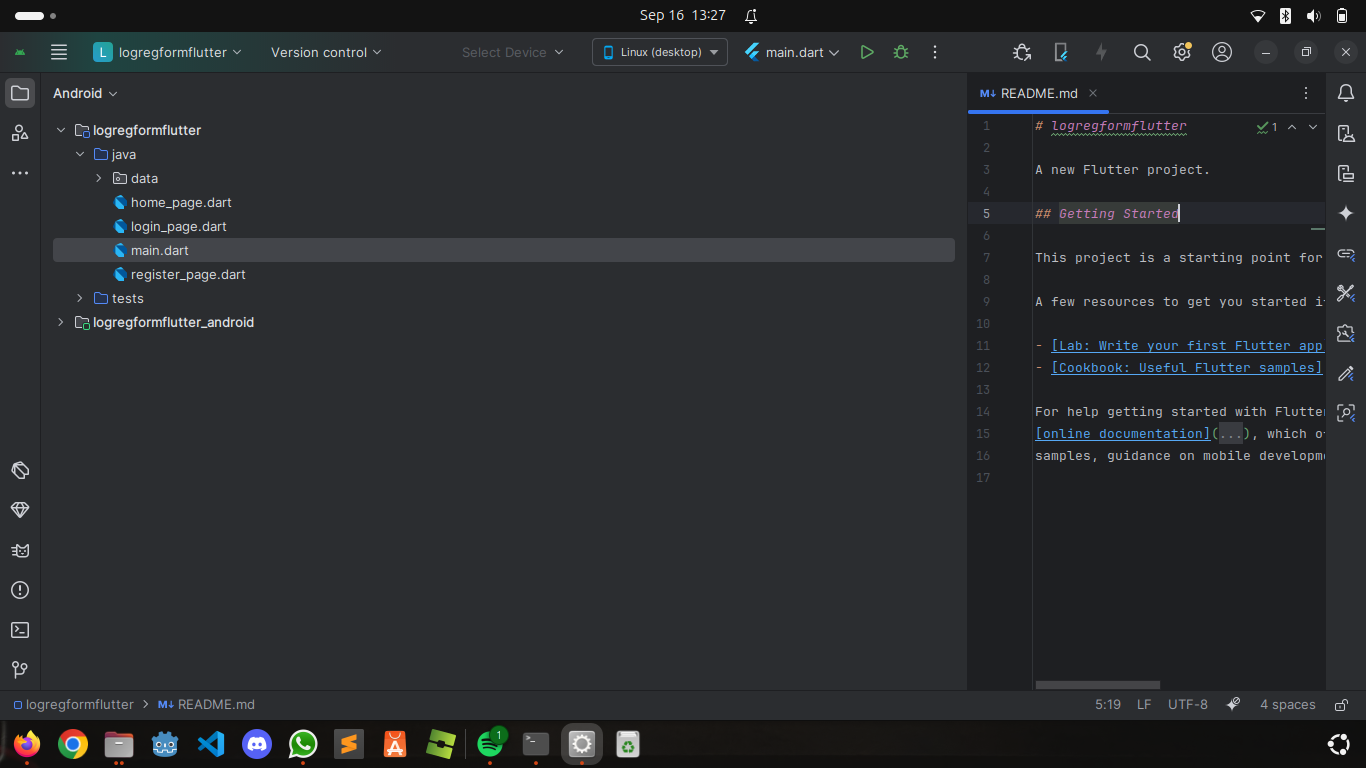 Sep 16 13:27
L logregformflutter Version control Select Device Linux (desktop) main.dart
Android
logregformflutter
java
data
home_page.dart
login_page.dart
main.dart
register_page.dart
tests
logregformflutter_android
M↓ README.md
1 # logregformflutter 1
2
3 A new Flutter project.
4
5 ## Getting Started
6
7 This project is a starting point for
8
9 A few resources to get you started i
10
11 - [Lab: Write your first Flutter app
12 - [Cookbook: Useful Flutter samples]
13
14 For help getting started with Flutter
15 [online documentation](...), which o
16 samples, guidance on mobile developm
17
logregformflutter > M↓ README.md 5:19 LF UTF-8 4 spaces
1